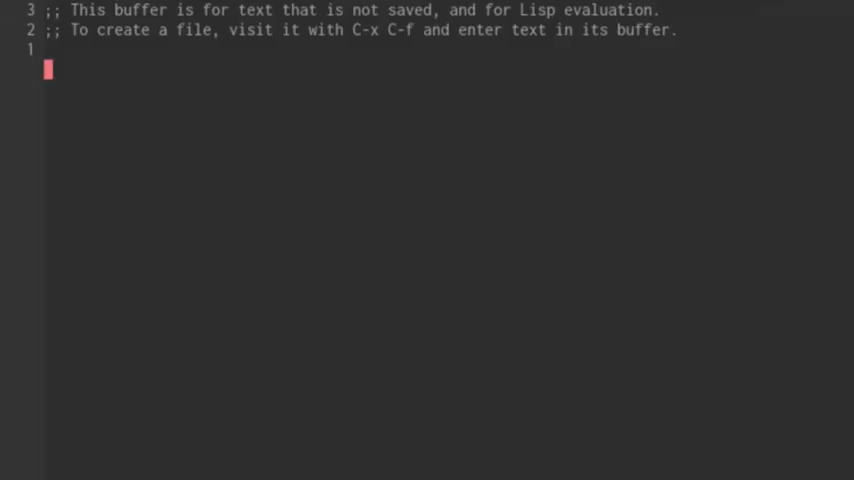 3 ;; This buffer is for text that is not saved, and for Lisp evaluation.
2 ;; To create a file, visit it with C-x C-f and enter text in its buffer.
1